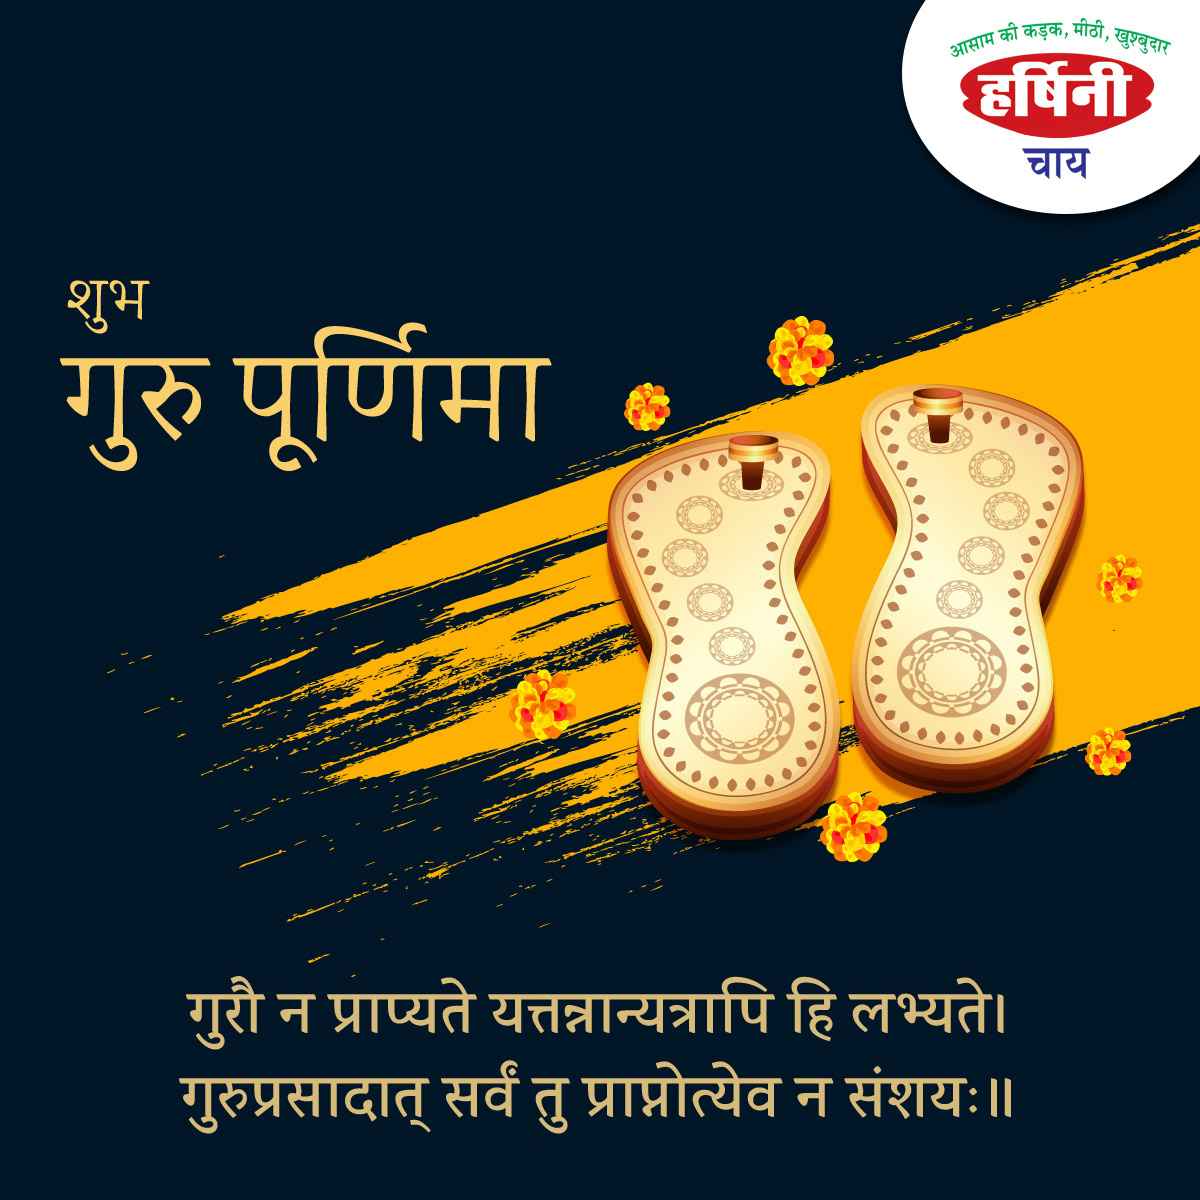 आसाम की कड़क, मीठी, खुश्बुदार
हर्षिनी
चाय
शुभ
गुरु पूर्णिमा
गुरौ न प्राप्यते यत्तन्नान्यत्रापि हि लभ्यते।
गुरुप्रसादात् सर्वं तु प्राप्नोत्येव न संशयः॥